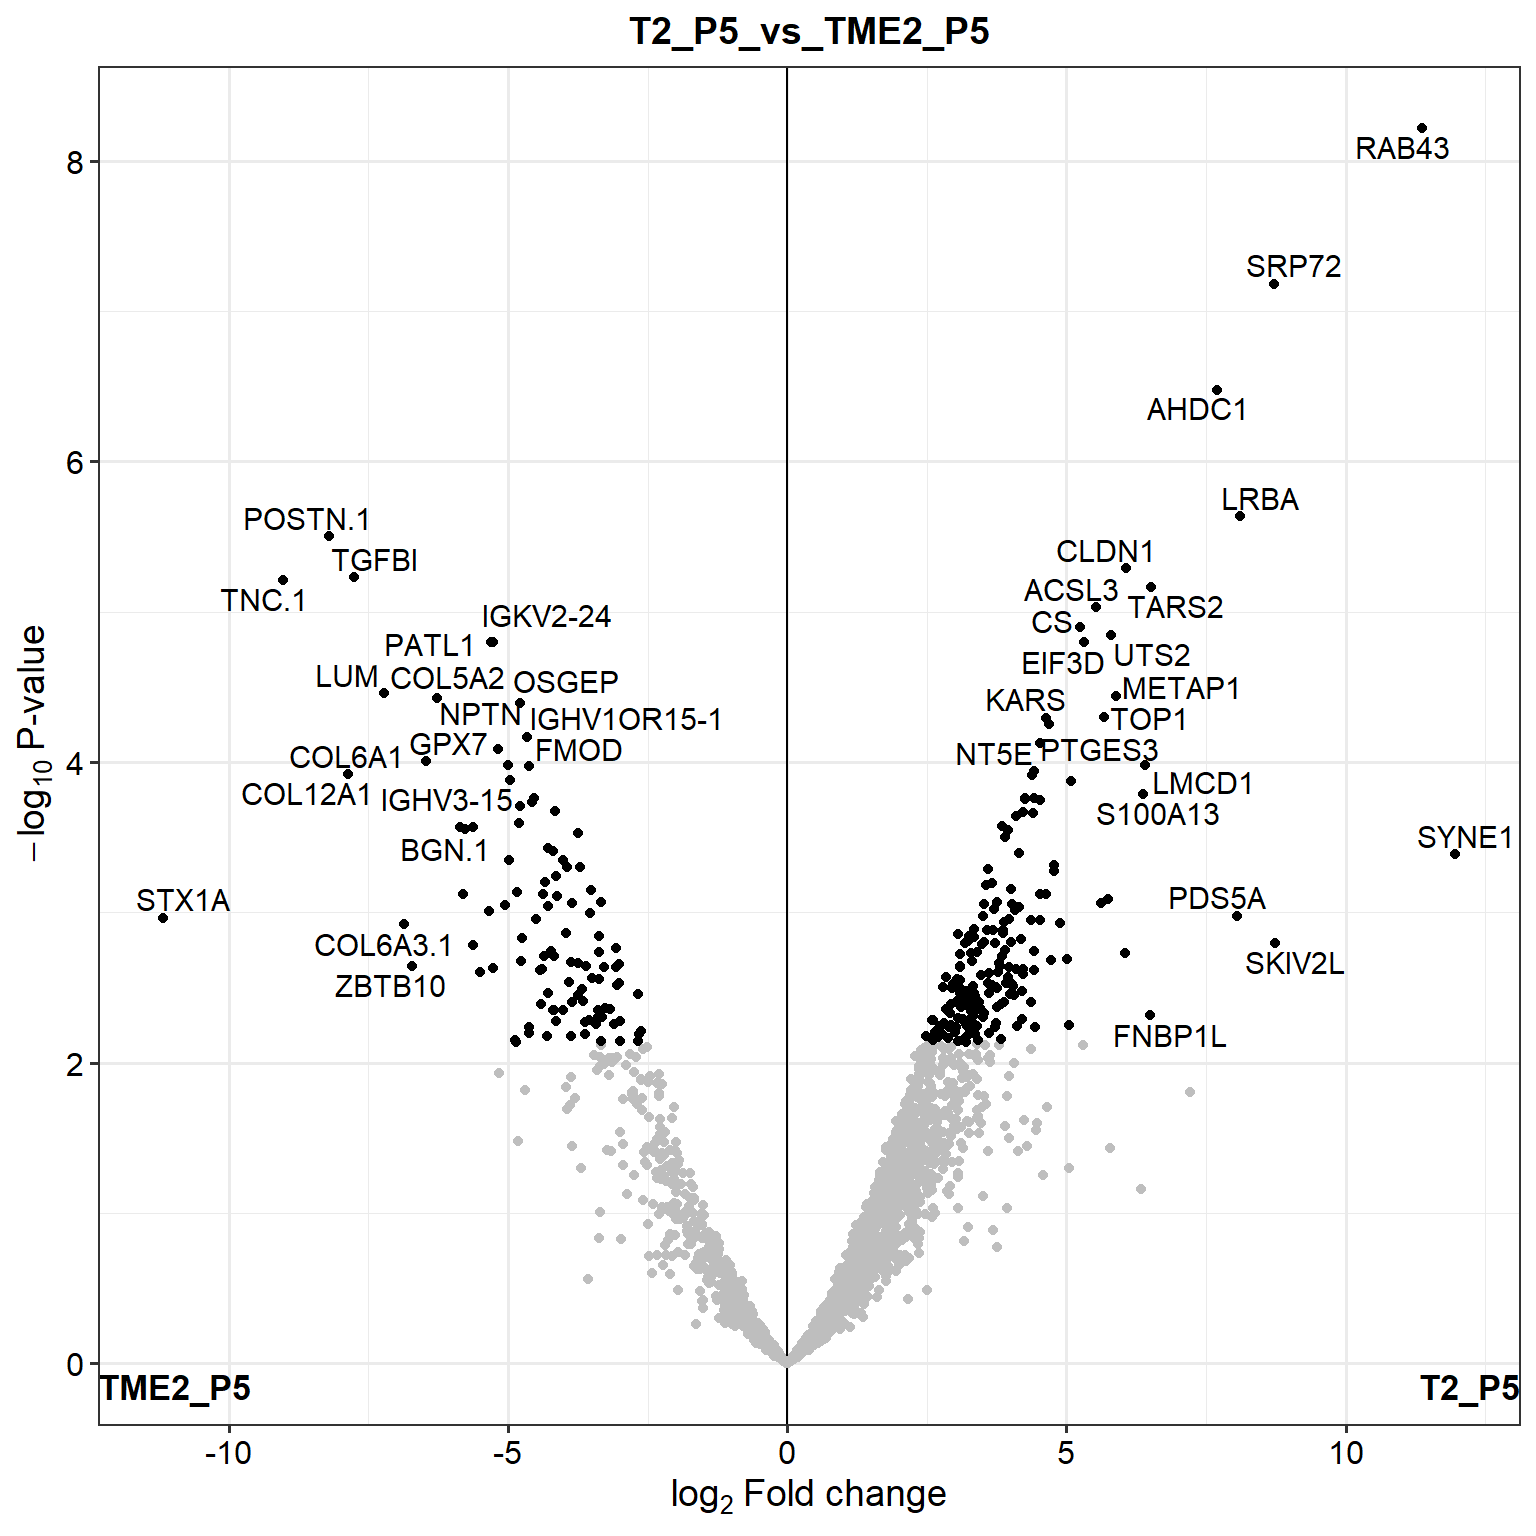 T2_P5_vs_TME2_P5
RAB43
SRP72
AHDC1
LRBA
POSTN.1
TGFBI
TNC.1
CLDN1
ACSL3
TARS2
CS
IGKV2-24
PATL1
EIF3D
UTS2
LUM
COL5A2
OSGEP
METAP1
KARS
NPTN
IGHV1OR15-1
TOP1
GPX7
FMOD
NT5E
PTGES3
COL6A1
COL12A1
IGHV3-15
LMCD1
S100A13
BGN.1
SYNE1
STX1A
PDS5A
COL6A3.1
SKIV2L
ZBTB10
FNBP1L
8
6
4
2
0
−log10 P-value
TME2_P5
T2_P5
-10
-5
0
5
10
log2 Fold change